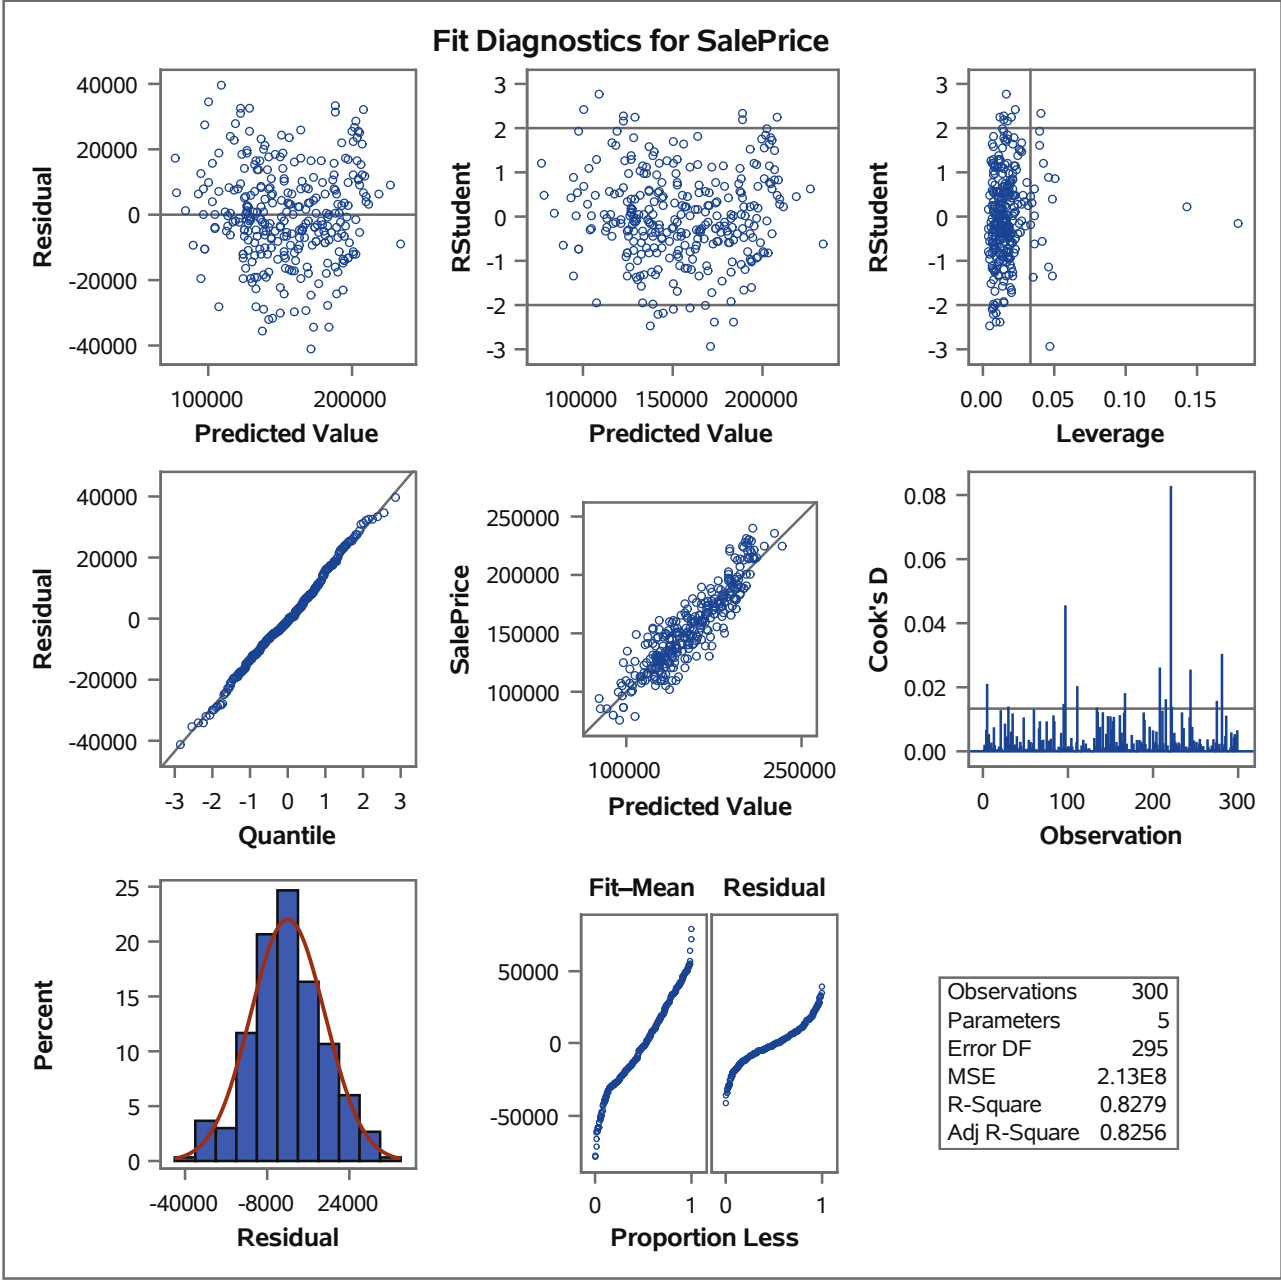 Fit Diagnostics for SalePrice
40000
20000
0
-20000
-40000
Residual
100000 200000
Predicted Value
3
2
1
0
-1
-2
-3
RStudent
100000 150000 200000
Predicted Value
3
2
1
0
-1
-2
-3
RStudent
0.00 0.05 0.10 0.15
Leverage
40000
20000
0
-20000
-40000
Residual
-3 -2 -1 0 1 2 3
Quantile
250000
200000
150000
100000
SalePrice
100000 250000
Predicted Value
0.08
0.06
0.04
0.02
0.00
Cook's D
0 100 200 300
Observation
25
20
15
10
5
0
Percent
-40000 -8000 24000
Residual
Fit–Mean Residual
50000
0
-50000
0 1 0 1
Proportion Less
Observations 300
Parameters 5
Error DF 295
MSE 2.13E8
R-Square 0.8279
Adj R-Square 0.8256